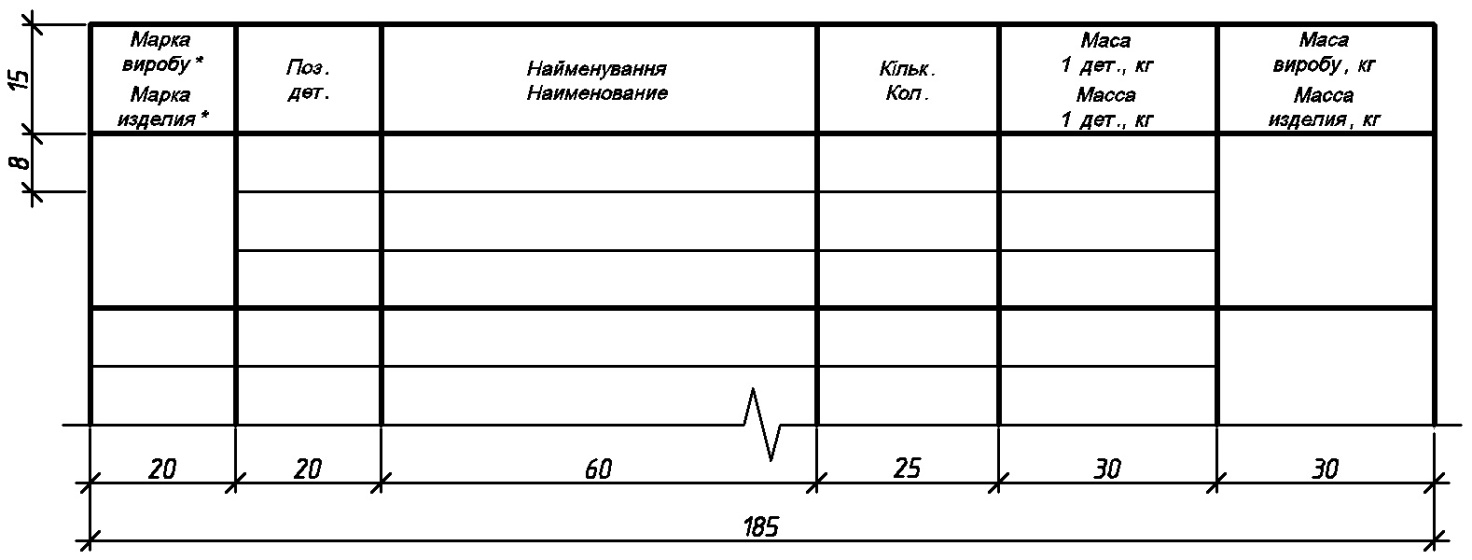 Марка
виробу *
Марка
изделия *
Поз.
дет.
Найменування
Наименование
Кільк.
Кол.
Маса
1 дет., кг
Масса
1 дет., кг
Маса
виробу, кг
Масса
изделия, кг
15
8
20
20
60
25
30
30
185